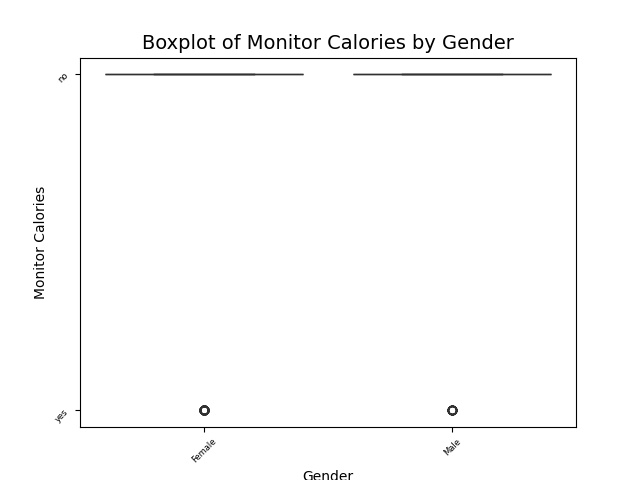 Boxplot of Monitor Calories by Gender
no
Monitor Calories
yes
Female
Male
Gender